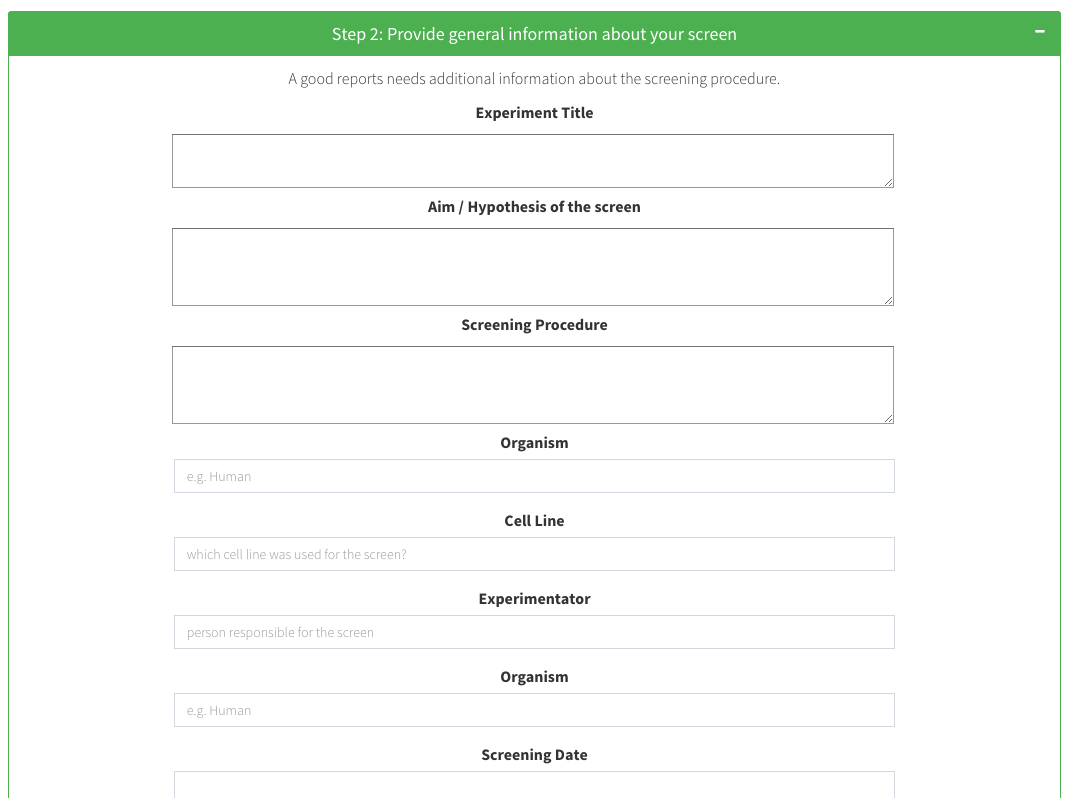 Step 2: Provide general information about your screen
A good reports needs additional information about the screening procedure.
Experiment Title
Aim / Hypothesis of the screen
Screening Procedure
Organism
e.g. Human
Cell Line
which cell line was used for the screen?
Experimentator
person responsible for the screen
Organism
e.g. Human
Screening Date